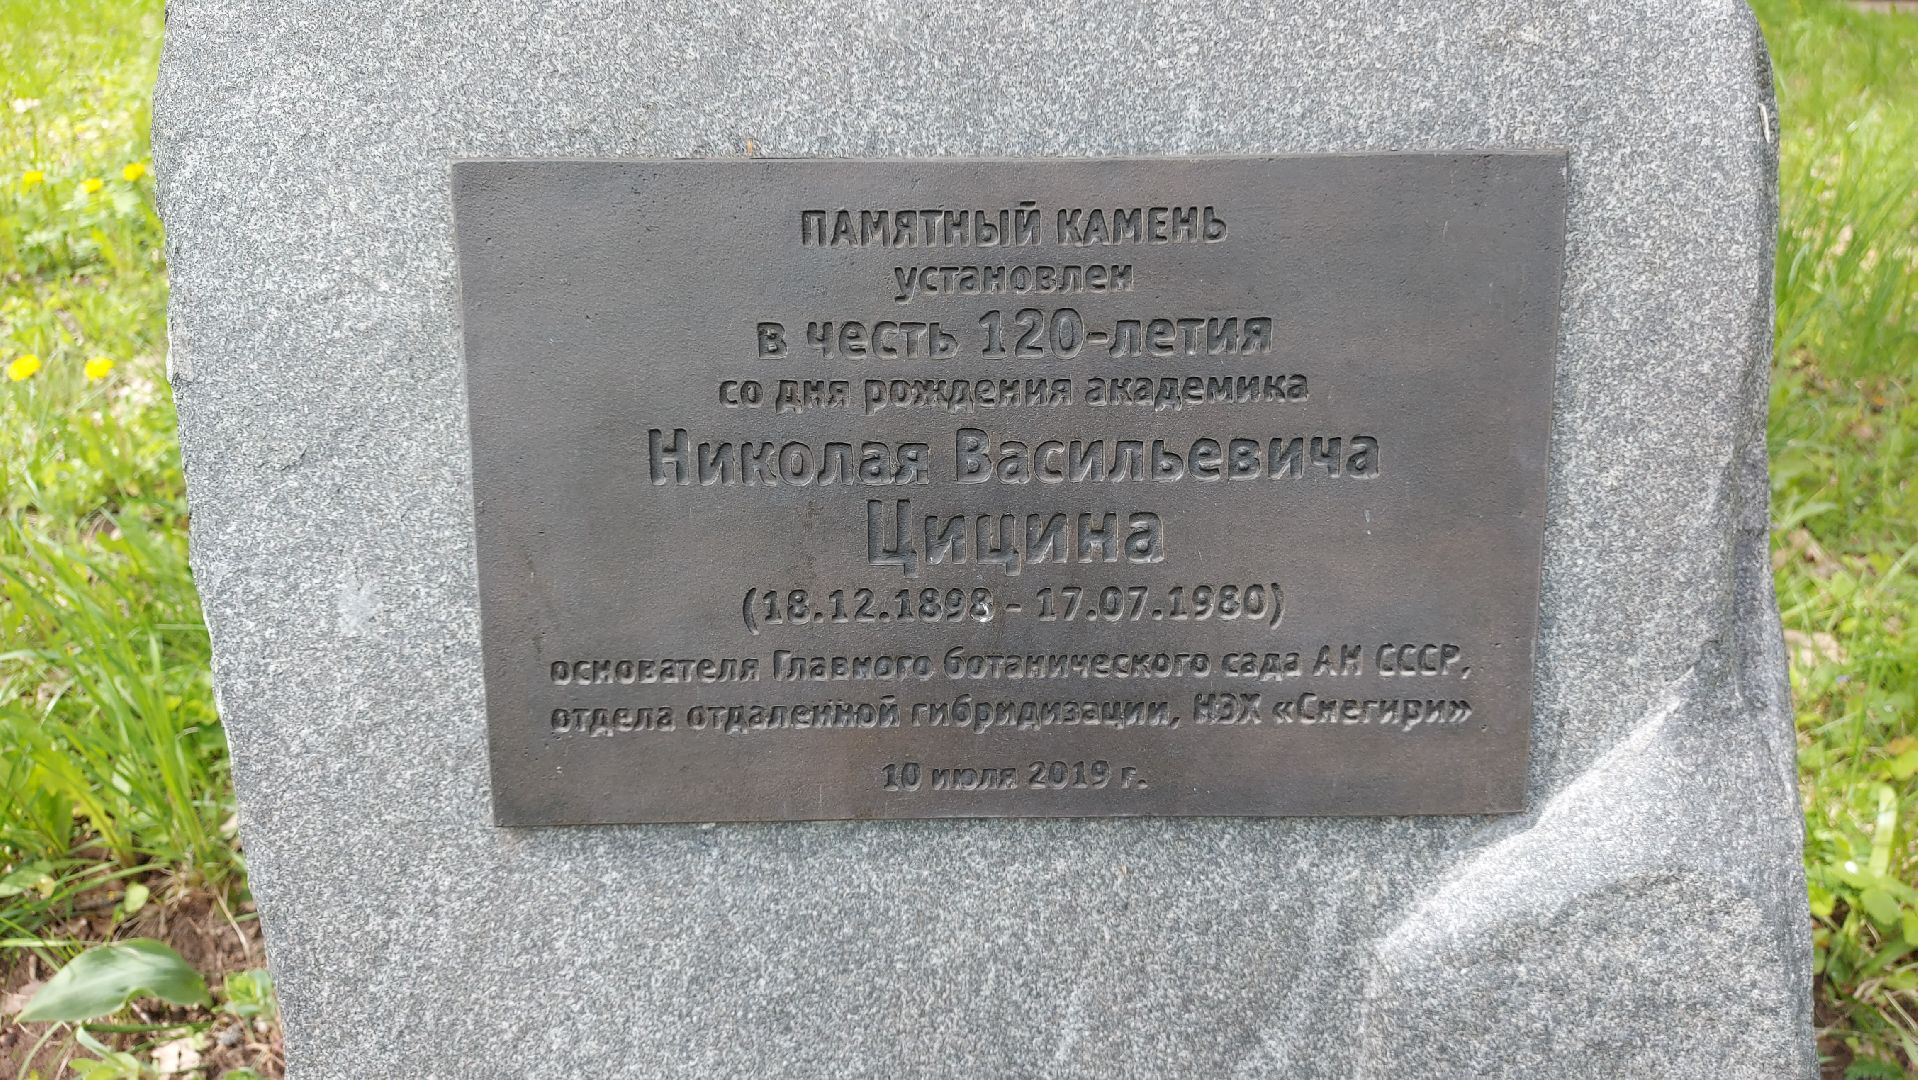 ПАМЯТНЫЙ КАМЕНЬ
установлен
в честь 120-летия
со дня рождения академика
Николая Васильевича
Цицина
(18.12.1898 - 17.07.1980)
основателя Главного ботанического сада АН СССР,
отдела отдаленной гибридизации, НЭХ «Снегири»
10 июля 2019 г.